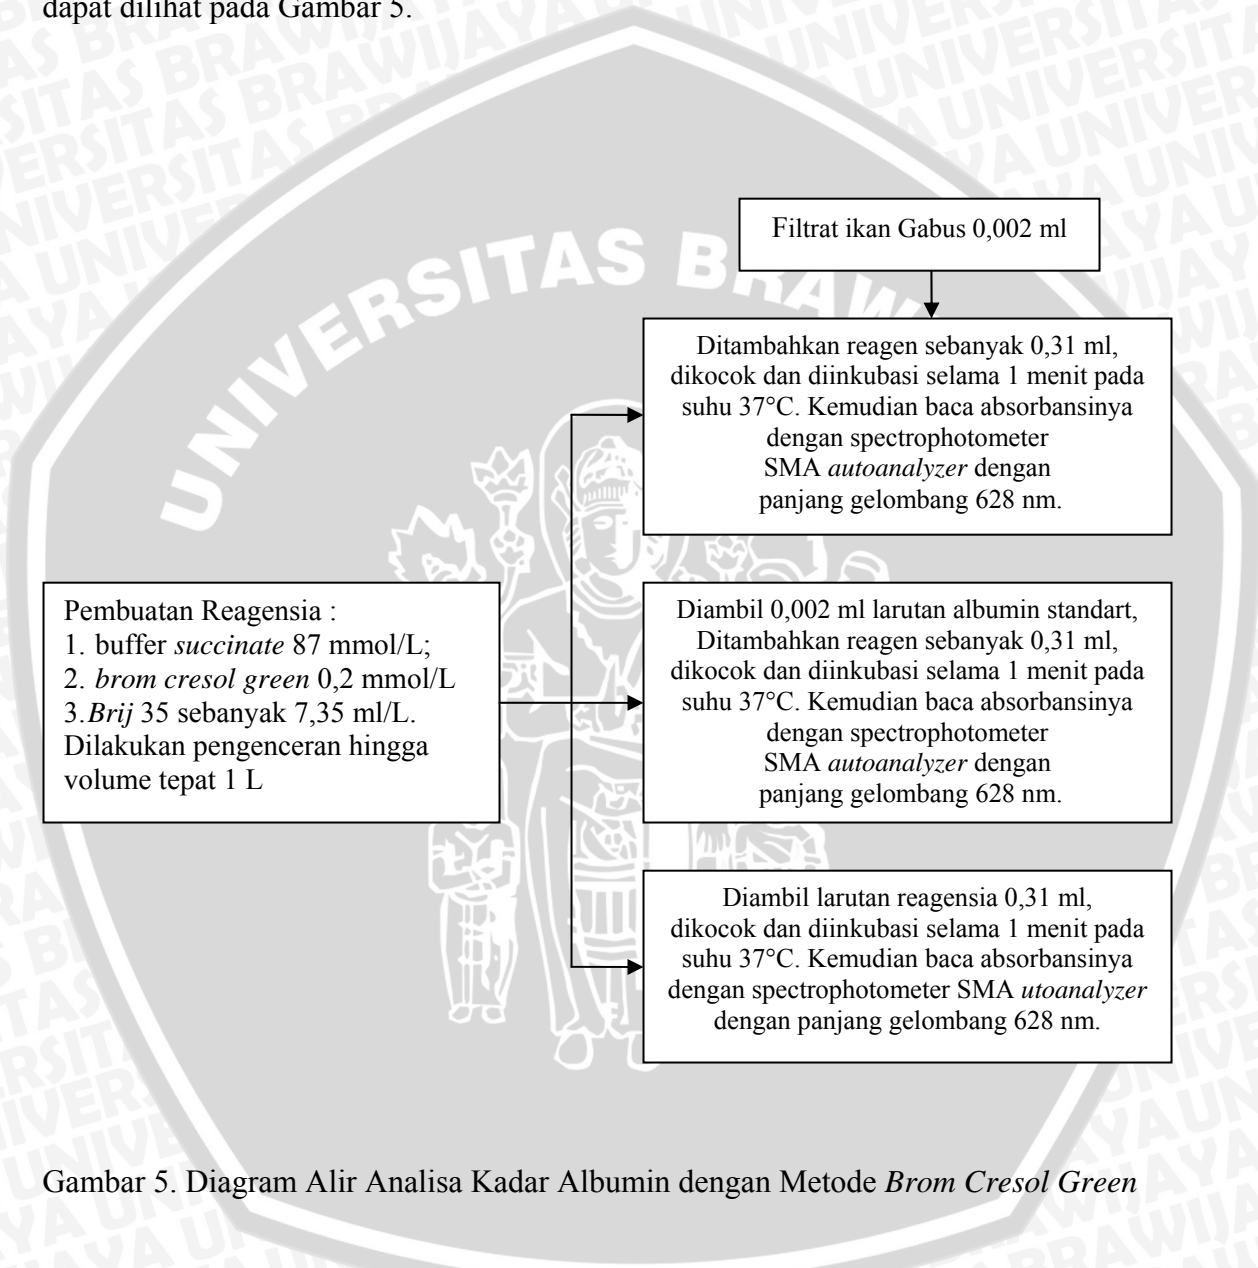 dapat dilihat pada Gambar 5.
UNIVERSITAS BRAWI
Filtrat ikan Gabus 0,002 ml
Ditambahkan reagen sebanyak 0,31 ml,
dikocok dan diinkubasi selama 1 menit pada
suhu 37°C. Kemudian baca absorbansinya
dengan spectrophotometer
SMA autoanalyzer dengan
panjang gelombang 628 nm.
Pembuatan Reagensia :
1. buffer succinate 87 mmol/L;
2. brom cresol green 0,2 mmol/L
3.Brij 35 sebanyak 7,35 ml/L.
Dilakukan pengenceran hingga
volume tepat 1 L
Diambil 0,002 ml larutan albumin standart,
Ditambahkan reagen sebanyak 0,31 ml,
dikocok dan diinkubasi selama 1 menit pada
suhu 37°C. Kemudian baca absorbansinya
dengan spectrophotometer
SMA autoanalyzer dengan
panjang gelombang 628 nm.
Diambil larutan reagensia 0,31 ml,
dikocok dan diinkubasi selama 1 menit pada
suhu 37°C. Kemudian baca absorbansinya
dengan spectrophotometer SMA utoanalyzer
dengan panjang gelombang 628 nm.
Gambar 5. Diagram Alir Analisa Kadar Albumin dengan Metode Brom Cresol Green